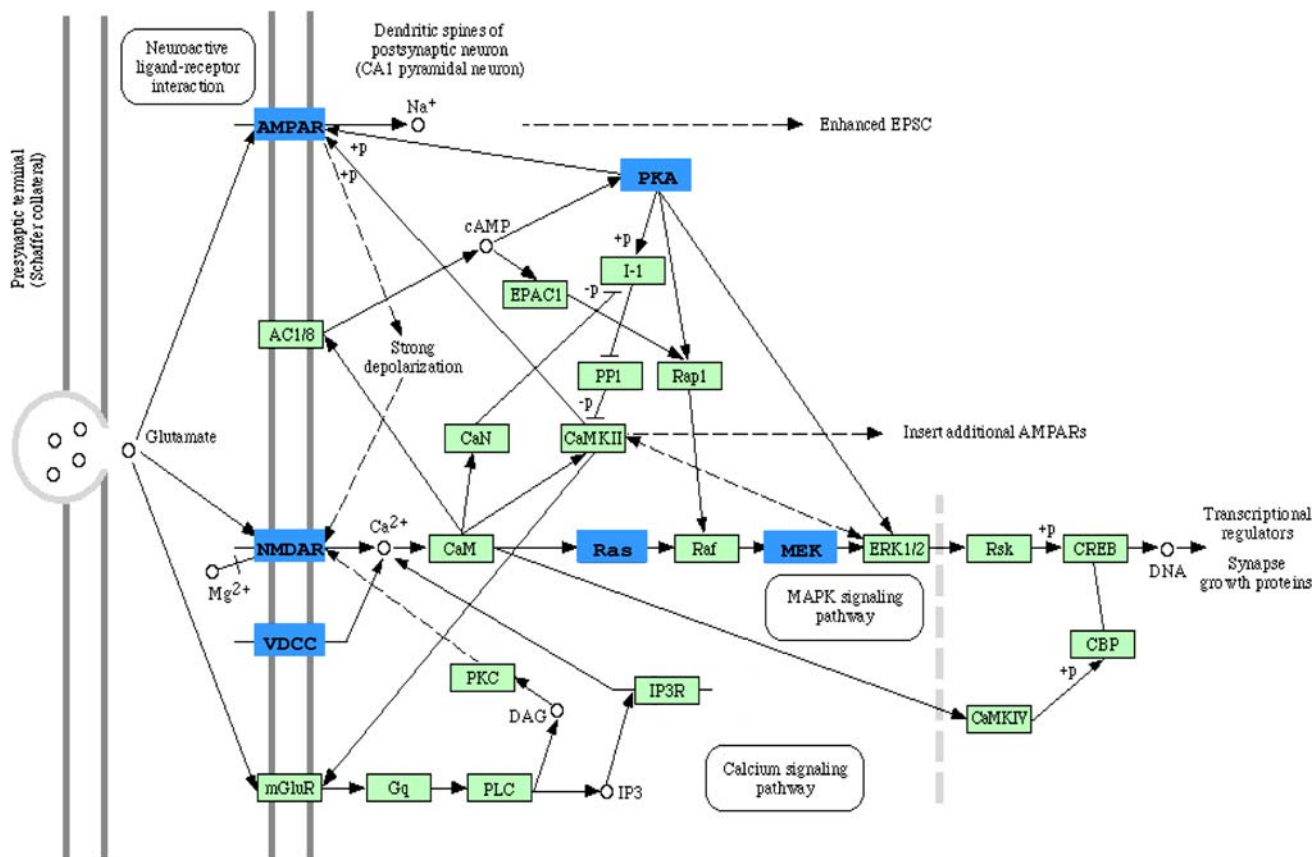 Neuroactive
ligand-receptor
interaction
Dendritic spines of
postsynaptic neuron
(CA1 pyramidal neuron)
Presynaptic terminal
(Schaffer collateral)
AMPAR
Na+
Enhanced EPSC
+p
+p
PKA
cAMP
+p
I-1
EPAC1
-p
AC1/8
Strong
depolarization
PP1
Rap1
-p
Glutamate
CaN
CaMKII
Insert additional AMPARs
NMDAR
Ca2+
CaM
Ras
Raf
MEK
ERK1/2
Rsk
+p
CREB
DNA
Transcriptional
regulators
Synapse
growth proteins
Mg2+
MAPK signaling
pathway
VDCC
CBP
PKC
IP3R
+p
DAG
CaMKIV
Calcium signaling
pathway
mGluR
Gq
PLC
IP3